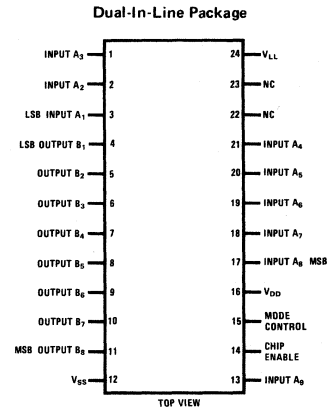 Dual-In-Line Package
INPUT A3 1
INPUT A2 2
LSB INPUT A1 3
LSB OUTPUT B1 4
OUTPUT B2 5
OUTPUT B3 6
OUTPUT B4 7
OUTPUT B5 8
OUTPUT B6 9
OUTPUT B7 10
MSB OUTPUT B8 11
VSS 12
24 VLL
23 NC
22 NC
21 INPUT A4
20 INPUT A5
19 INPUT A6
18 INPUT A7
17 INPUT A8 MSB
16 VDD
15 MODE
CONTROL
14 CHIP
ENABLE
13 INPUT A9
TOP VIEW